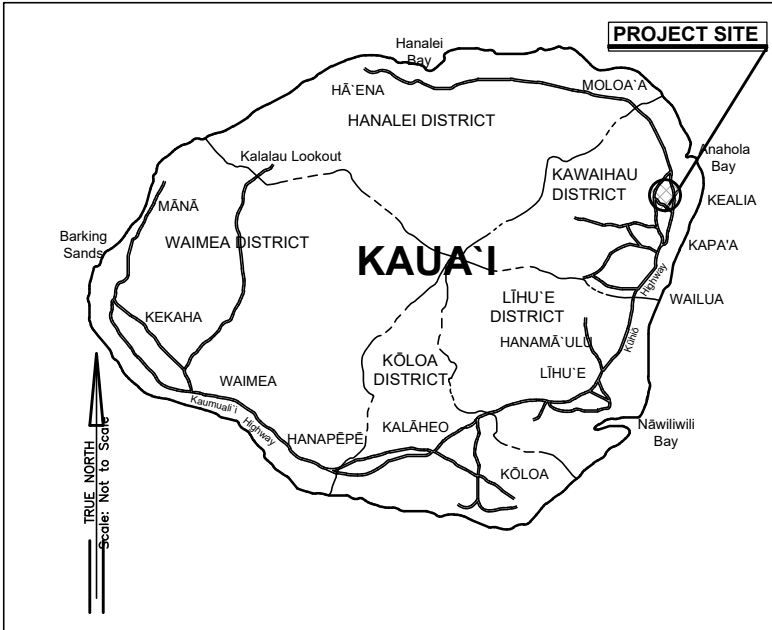 PROJECT SITE
Hanalei
Bay
HĀ`ENA
MOLOA'A
HANALEI DISTRICT
Anahola
Bay
Kalalau Lookout
KAWAIHAU
DISTRICT
KEALIA
MĀNĀ
Barking
Sands
WAIMEA DISTRICT
KAUA`I
KAPA'A
WAILUA
Kūhiō Highway
LĪHU`E
DISTRICT
KEKAHA
HANAMĀ`ULU
KŌLOA
DISTRICT
LĪHU`E
WAIMEA
Kaumuali`i Highway
HANAPĒPĒ
KALĀHEO
Nāwiliwili
Bay
KŌLOA
TRUE NORTH
Scale: Not to Scale